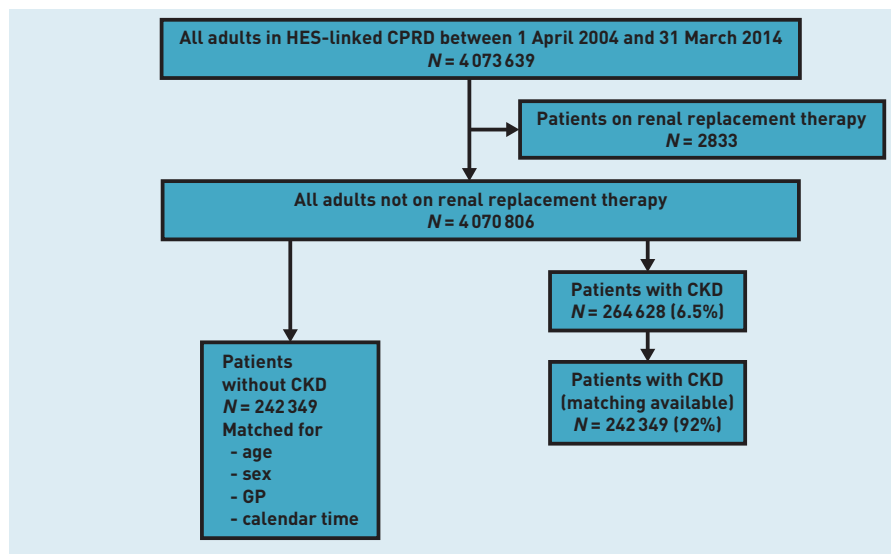 All adults in HES-linked CPRD between 1 April 2004 and 31 March 2014
N = 4 073 639
Patients on renal replacement therapy
N = 2833
All adults not on renal replacement therapy
N = 4 070 806
Patients with CKD
N = 264 628 (6.5%)
Patients with CKD
(matching available)
N = 242 349 (92%)
Patients
without CKD
N = 242 349
Matched for
- age
- sex
- GP
- calendar time